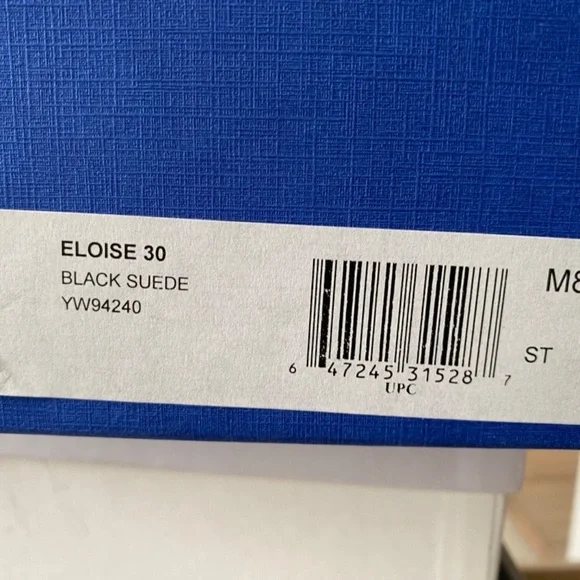 ELOISE 30
BLACK SUEDE
YW94240
6 47245 31528 7
UPC
M8
ST